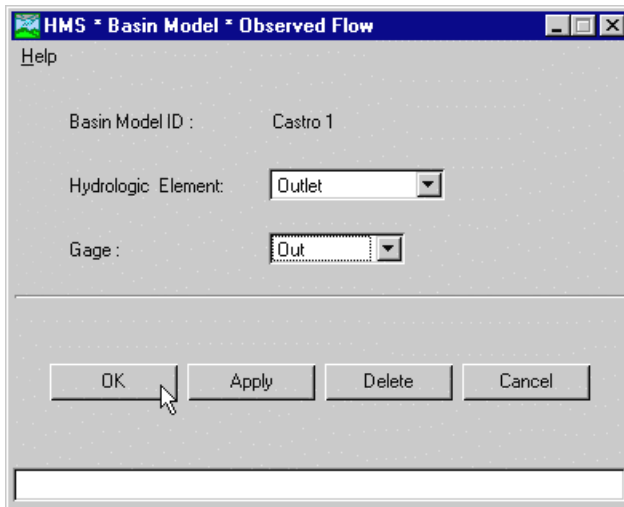 HMS * Basin Model * Observed Flow
Help
Basin Model ID : Castro 1
Hydrologic Element: Outlet
Gage : Out
OK Apply Delete Cancel